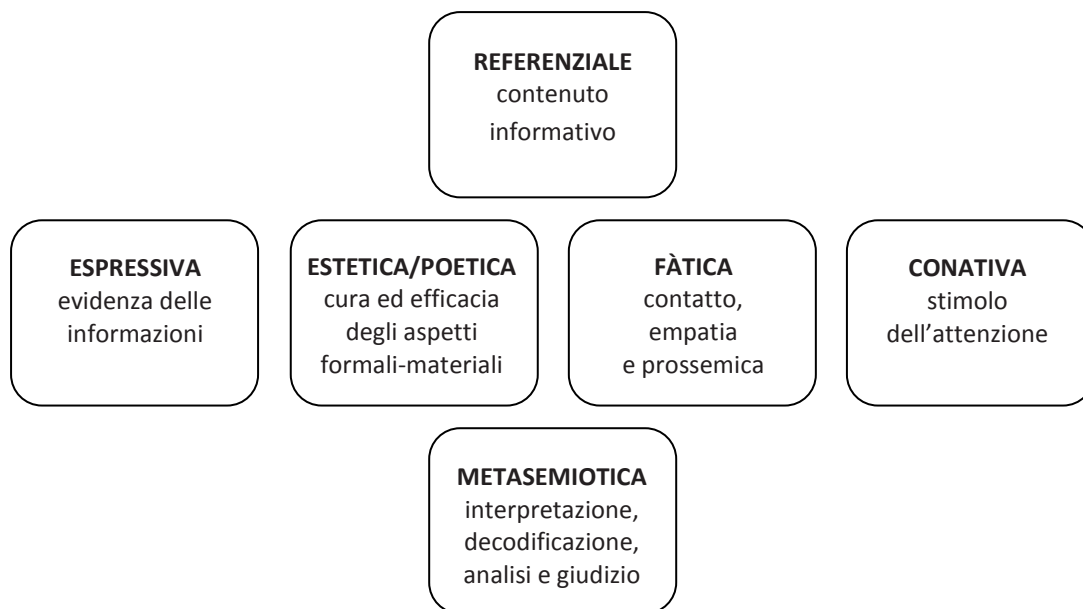 REFERENZIALE
contenuto
informativo
ESPRESSIVA
evidenza delle
informazioni
ESTETICA/POETICA
cura ed efficacia
degli aspetti
formali-materiali
FÀTICA
contatto,
empatia
e prossemica
CONATIVA
stimolo
dell’attenzione
METASEMIOTICA
interpretazione,
decodificazione,
analisi e giudizio